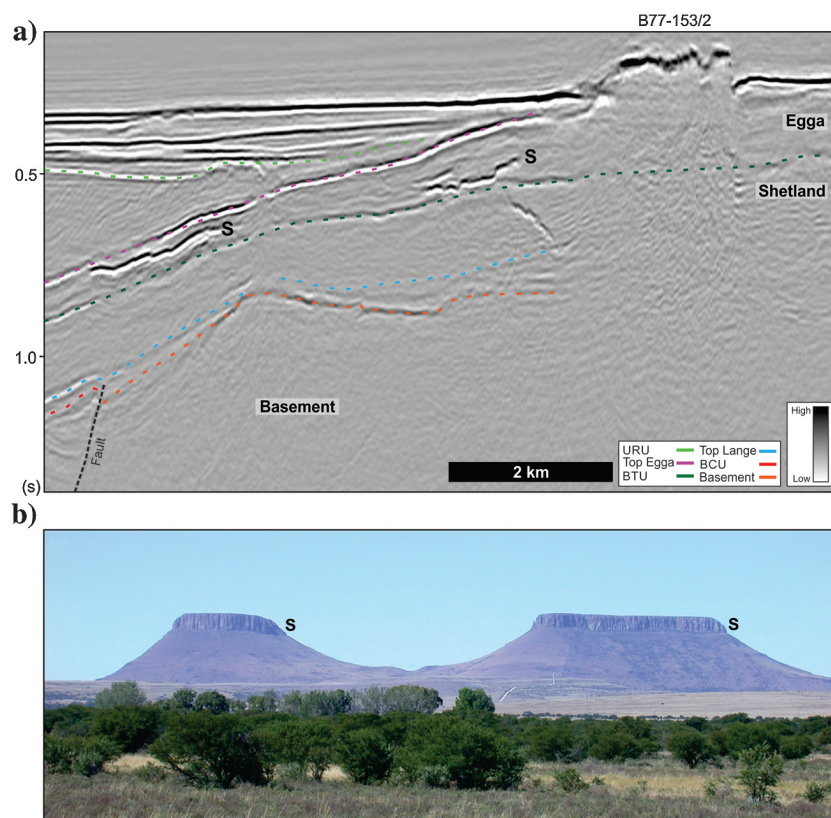 B77-153/2
a)
0
Egga
S
0.5
Shetland
S
1.0
Basement
Fault
2 km
High
Low
URU
Top Egga
BTU
Top Lange
BCU
Basement
(s)
b)
S
S